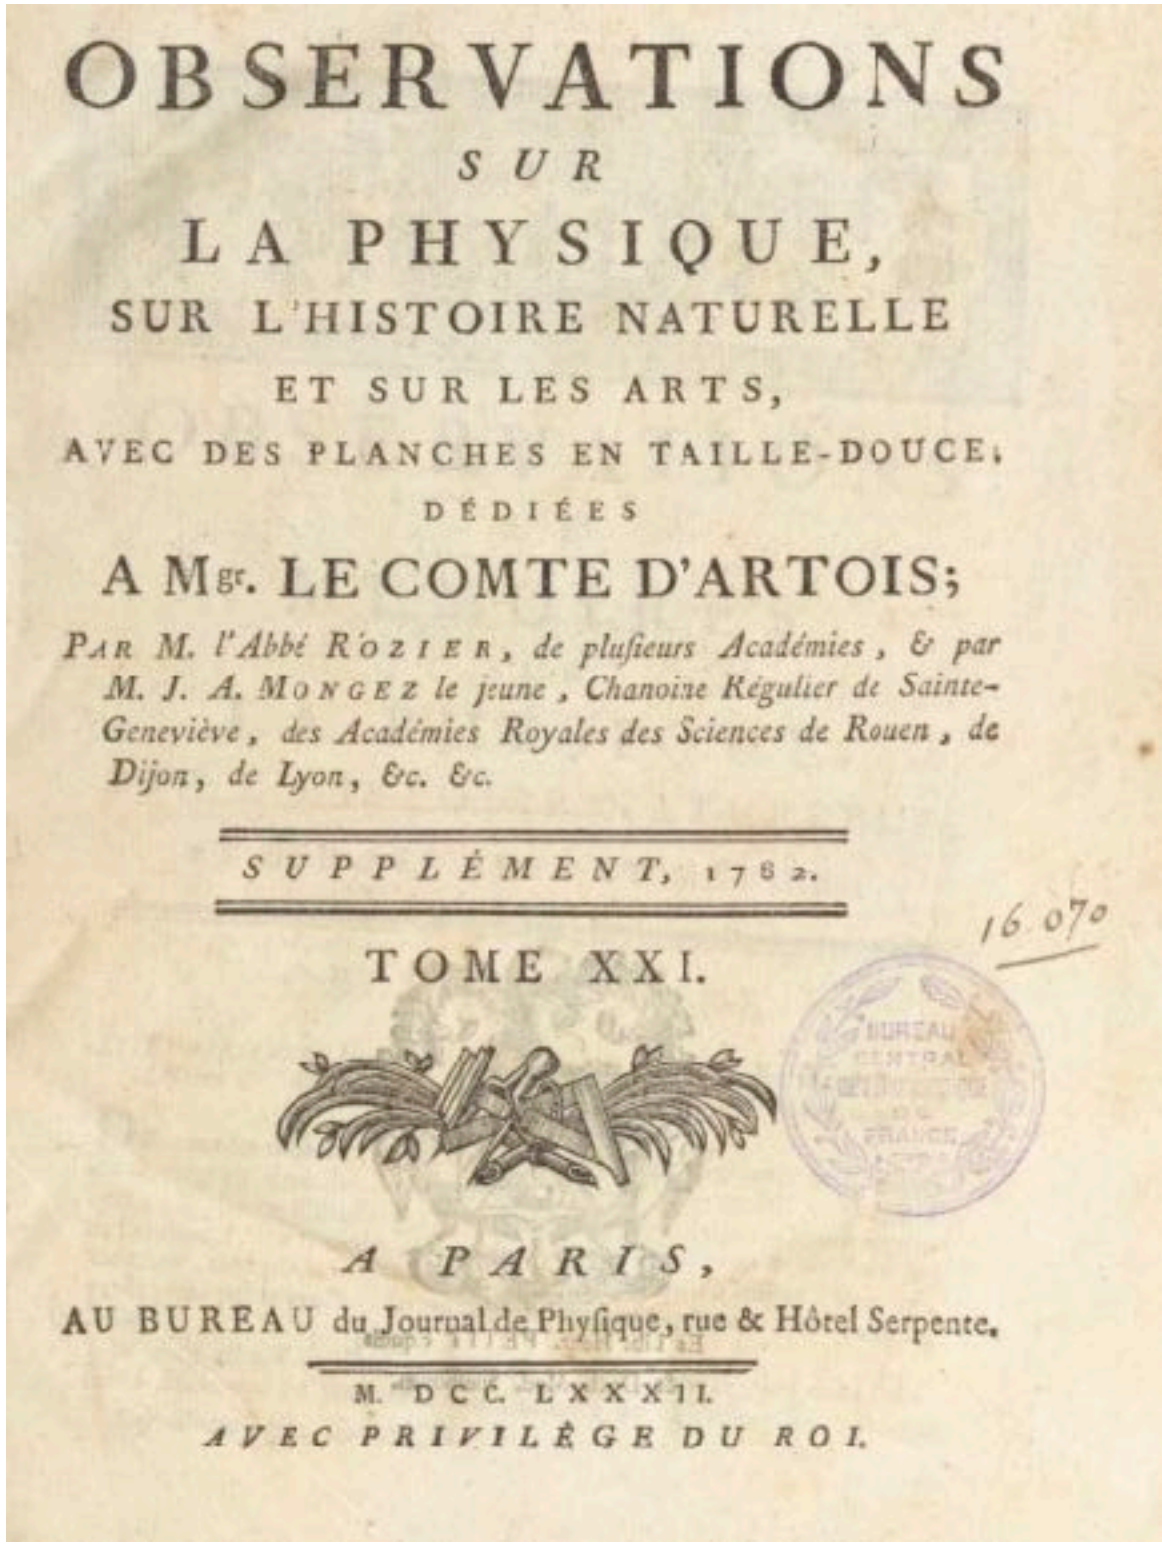 OBSERVATIONS
SUR
LA PHYSIQUE,
SUR L'HISTOIRE NATURELLE
ET SUR LES ARTS,
AVEC DES PLANCHES EN TAILLE-DOUCE;
DÉDIÉES
A Mgr. LE COMTE D'ARTOIS;
PAR M. l'Abbé ROZIER, de pluſieurs Académies, & par
M. J. A. MONGEZ le jeune, Chanoine Régulier de Sainte-
Geneviève, des Académies Royales des Sciences de Rouen, de
Dijon, de Lyon, &c. &c.
SUPPLÉMENT, 1782.
16 070
TOME XXI.
BUREAU
CENTRAL
FRANCE
A PARIS,
AU BUREAU du Journal de Phyſique, rue & Hôtel Serpente.
M. DCC. LXXXII.
AVEC PRIVILÈGE DU ROI.